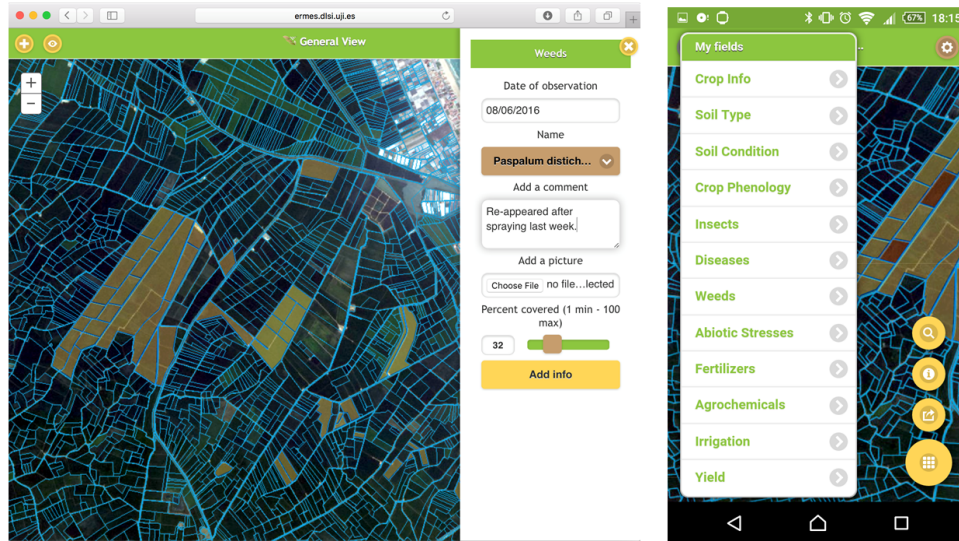 ermes.dlsi.uji.es
General View
+
−
Weeds
Date of observation
08/06/2016
Name
Paspalum distich...
Add a comment
Re-appeared after
spraying last week.
Add a picture
Choose File no file...lected
Percent covered (1 min - 100
max)
32
Add info
67% 18:15
My fields
Crop Info
Soil Type
Soil Condition
Crop Phenology
Insects
Diseases
Weeds
Abiotic Stresses
Fertilizers
Agrochemicals
Irrigation
Yield